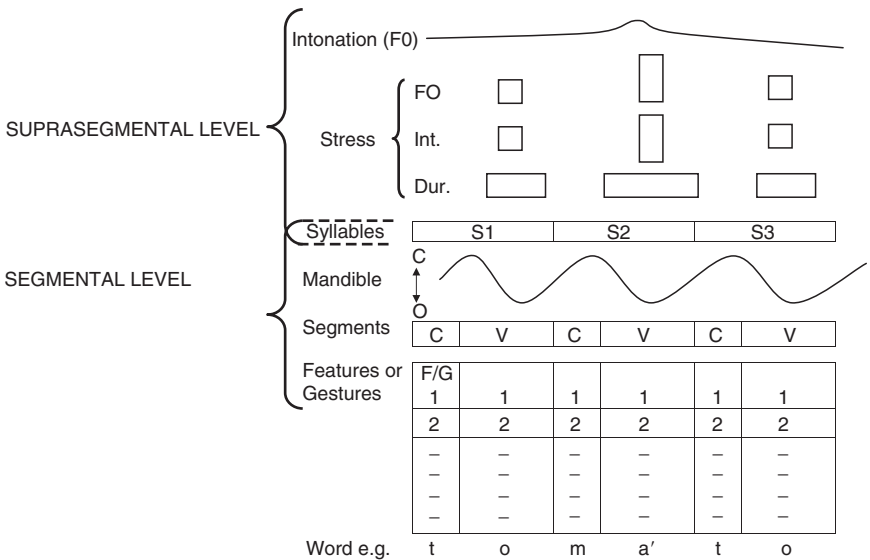 Intonation (F0)
FO
SUPRASEGMENTAL LEVEL
Stress
Int.
Dur.
Syllables S1 S2 S3
C
SEGMENTAL LEVEL
Mandible
O
Segments C V C V C V
Features or F/G
Gestures 1 1 1 1 1 1
2 2 2 2 2 2
– – – – – –
– – – – – –
– – – – – –
– – – – – –
Word e.g. t o m a′ t o